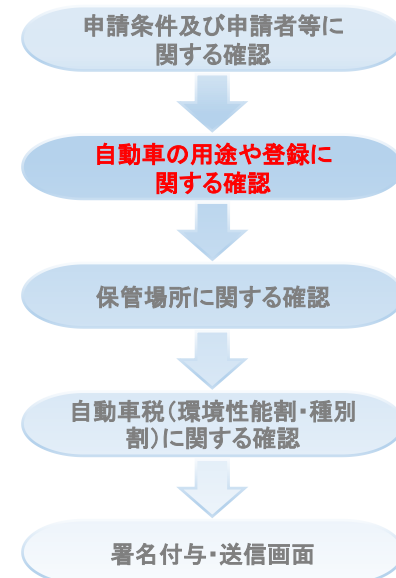 申請条件及び申請者等に
関する確認
自動車の用途や登録に
関する確認
保管場所に関する確認
自動車税（環境性能割・種別
割）に関する確認
署名付与・送信画面